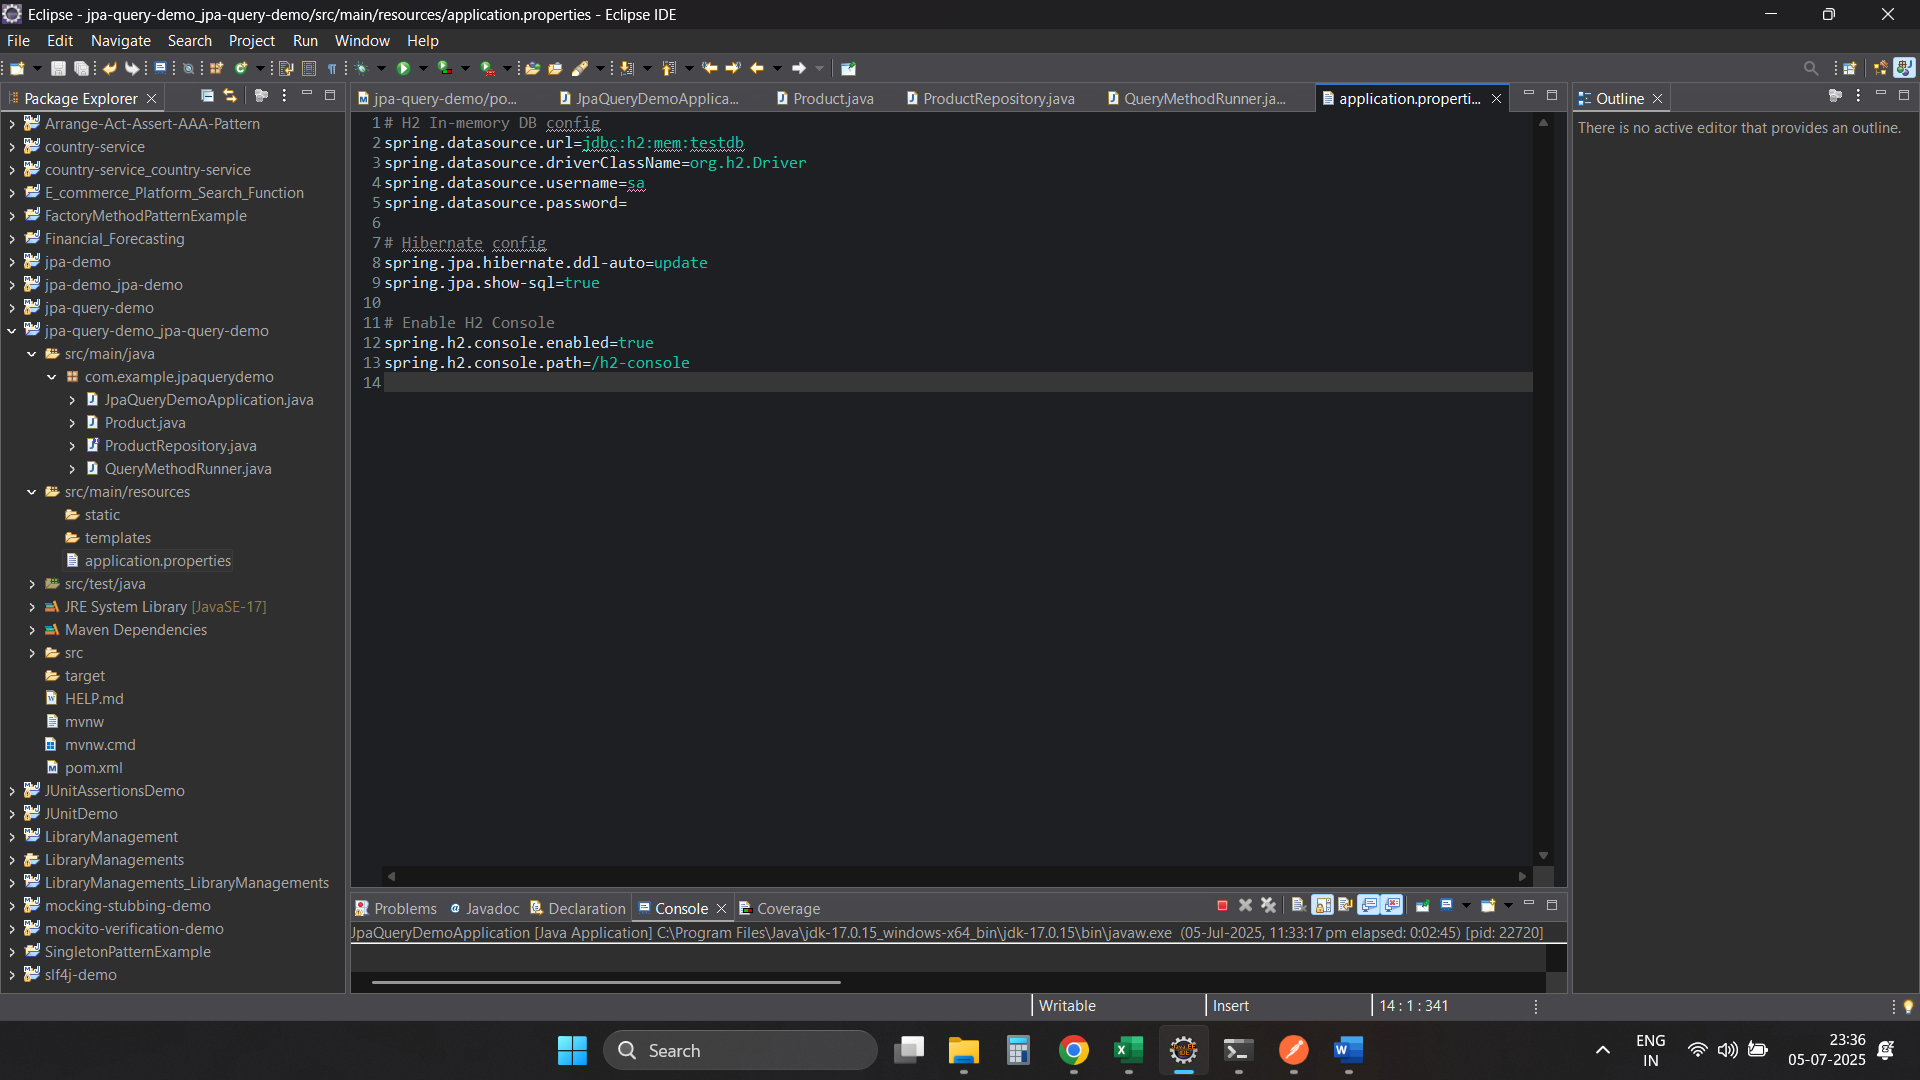 Eclipse - jpa-query-demo_jpa-query-demo/src/main/resources/application.properties - Eclipse IDE
File Edit Navigate Search Project Run Window Help
Package Explorer
Arrange-Act-Assert-AAA-Pattern
country-service
country-service_country-service
E_commerce_Platform_Search_Function
FactoryMethodPatternExample
Financial_Forecasting
jpa-demo
jpa-demo_jpa-demo
jpa-query-demo
jpa-query-demo_jpa-query-demo
src/main/java
com.example.jpaquerydemo
JpaQueryDemoApplication.java
Product.java
ProductRepository.java
QueryMethodRunner.java
src/main/resources
static
templates
application.properties
src/test/java
JRE System Library [JavaSE-17]
Maven Dependencies
src
target
HELP.md
mvnw
mvnw.cmd
pom.xml
JUnitAssertionsDemo
JUnitDemo
LibraryManagement
LibraryManagements
LibraryManagements_LibraryManagements
mocking-stubbing-demo
mockito-verification-demo
SingletonPatternExample
slf4j-demo
jpa-query-demo/po... JpaQueryDemoApplica... Product.java ProductRepository.java QueryMethodRunner.ja... application.properti...
1 # H2 In-memory DB config
2 spring.datasource.url=jdbc:h2:mem:testdb
3 spring.datasource.driverClassName=org.h2.Driver
4 spring.datasource.username=sa
5 spring.datasource.password=
6
7 # Hibernate config
8 spring.jpa.hibernate.ddl-auto=update
9 spring.jpa.show-sql=true
10
11 # Enable H2 Console
12 spring.h2.console.enabled=true
13 spring.h2.console.path=/h2-console
14
Outline
There is no active editor that provides an outline.
Problems Javadoc Declaration Console Coverage
JpaQueryDemoApplication [Java Application] C:\Program Files\Java\jdk-17.0.15_windows-x64_bin\jdk-17.0.15\bin\javaw.exe (05-Jul-2025, 11:33:17 pm elapsed: 0:02:45) [pid: 22720]
Writable Insert 14 : 1 : 341
Search
ENG
IN
23:36
05-07-2025